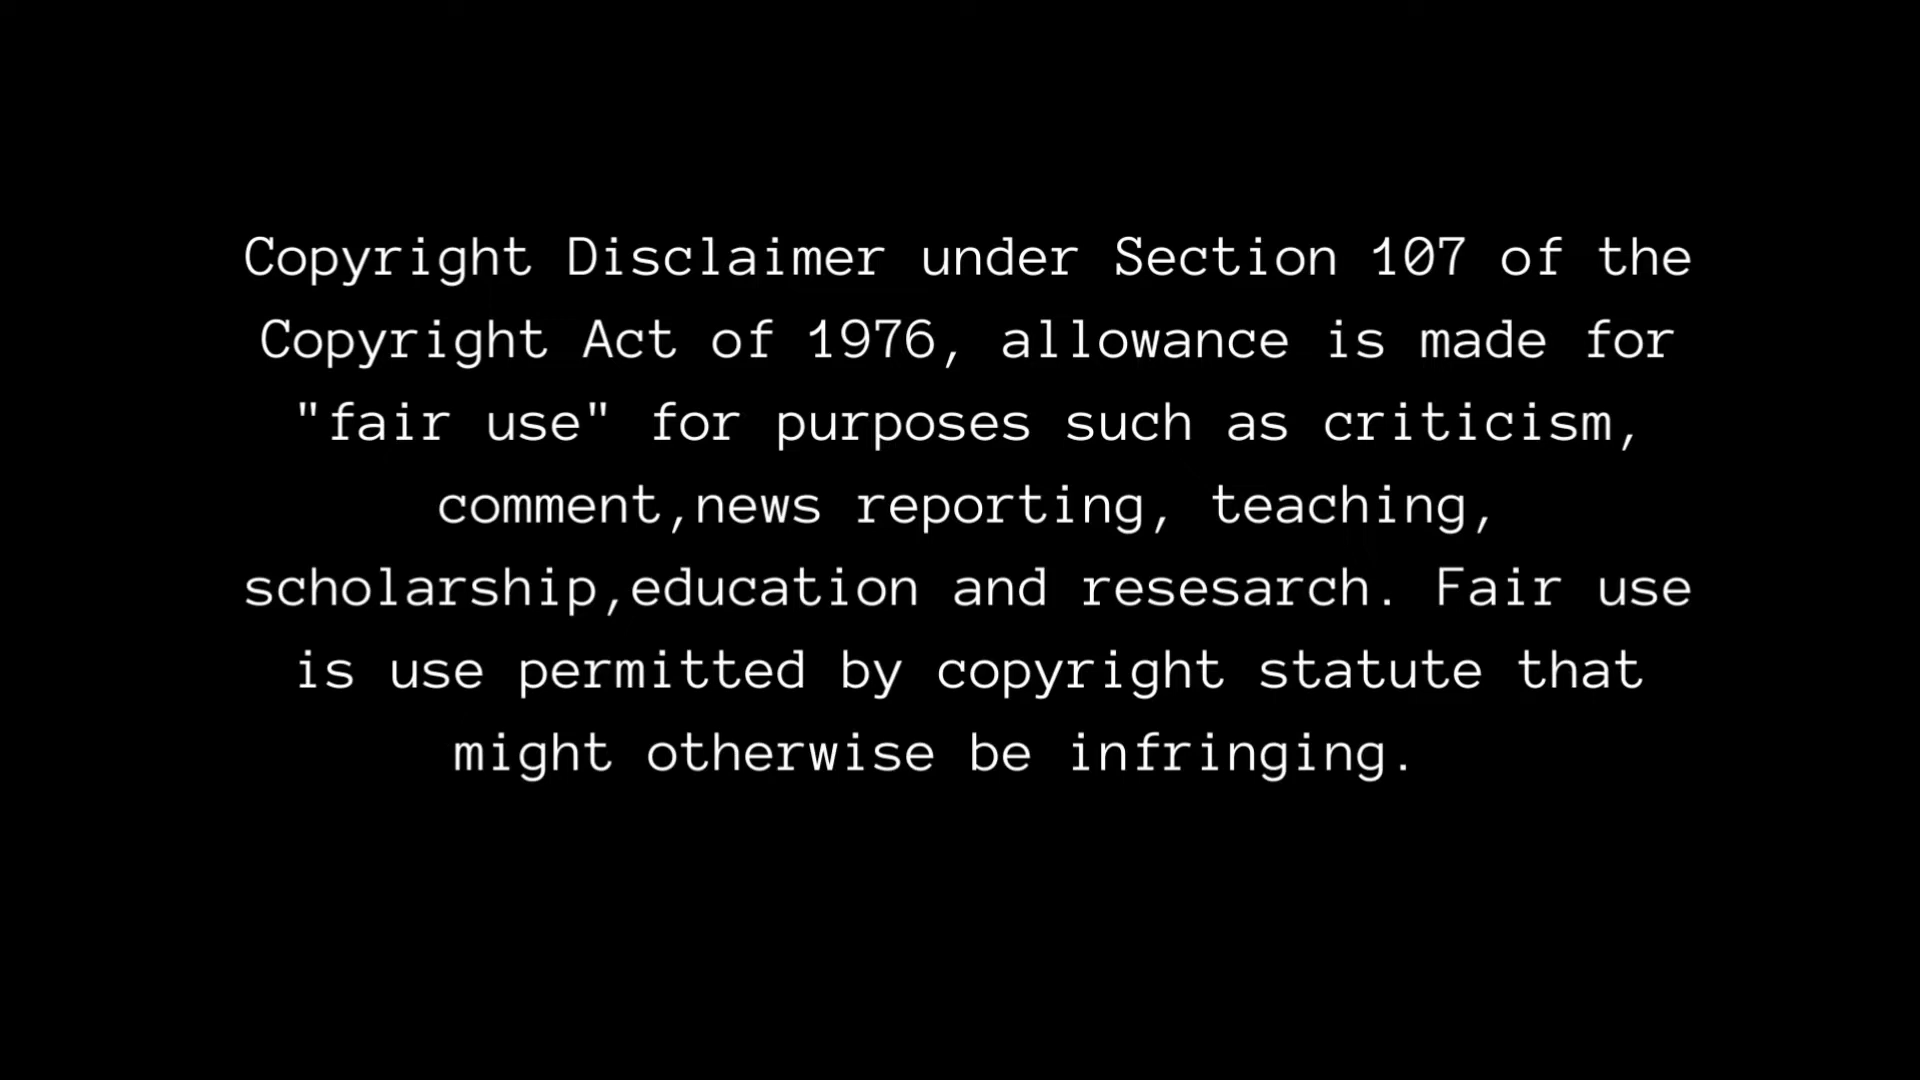 Copyright Disclaimer under Section 107 of the
Copyright Act of 1976, allowance is made for
"fair use" for purposes such as criticism,
comment,news reporting, teaching,
scholarship,education and resesarch. Fair use
is use permitted by copyright statute that
might otherwise be infringing.